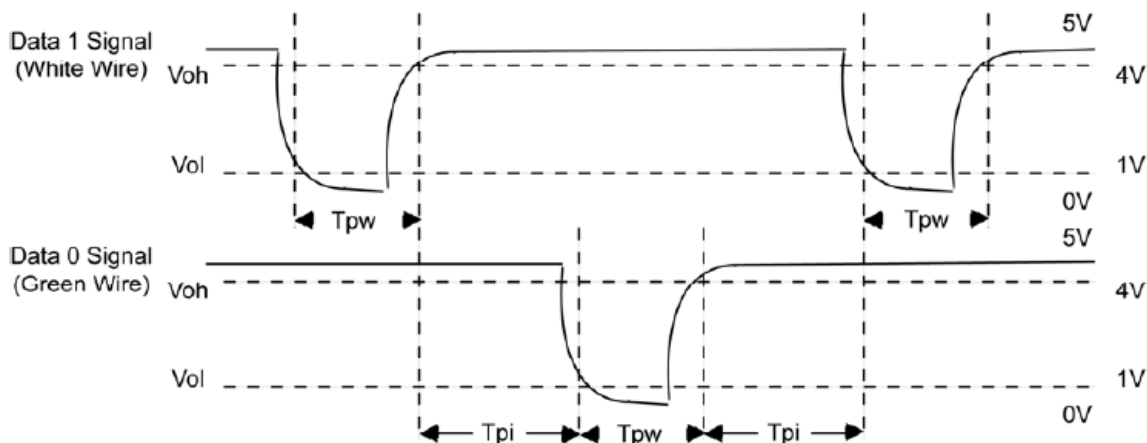 Data 1 Signal
(White Wire)
Voh
Vol
5V
4V
1V
0V
Tpw
Tpw
Data 0 Signal
(Green Wire)
Voh
Vol
5V
4V
1V
0V
Tpi
Tpw
Tpi